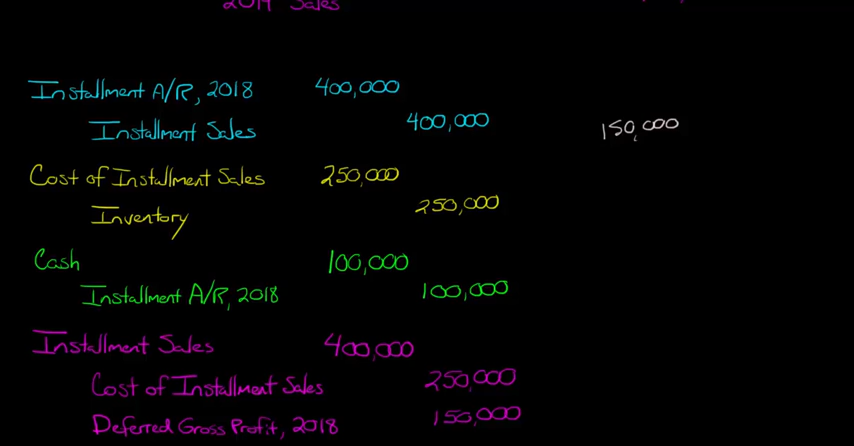 2019 Sales
Installment A/R, 2018 400,000
Installment Sales 400,000
150,000
Cost of Installment Sales 250,000
Inventory 250,000
Cash 100,000
Installment A/R, 2018 100,000
Installment Sales 400,000
Cost of Installment Sales 250,000
Deferred Gross Profit, 2018 150,000